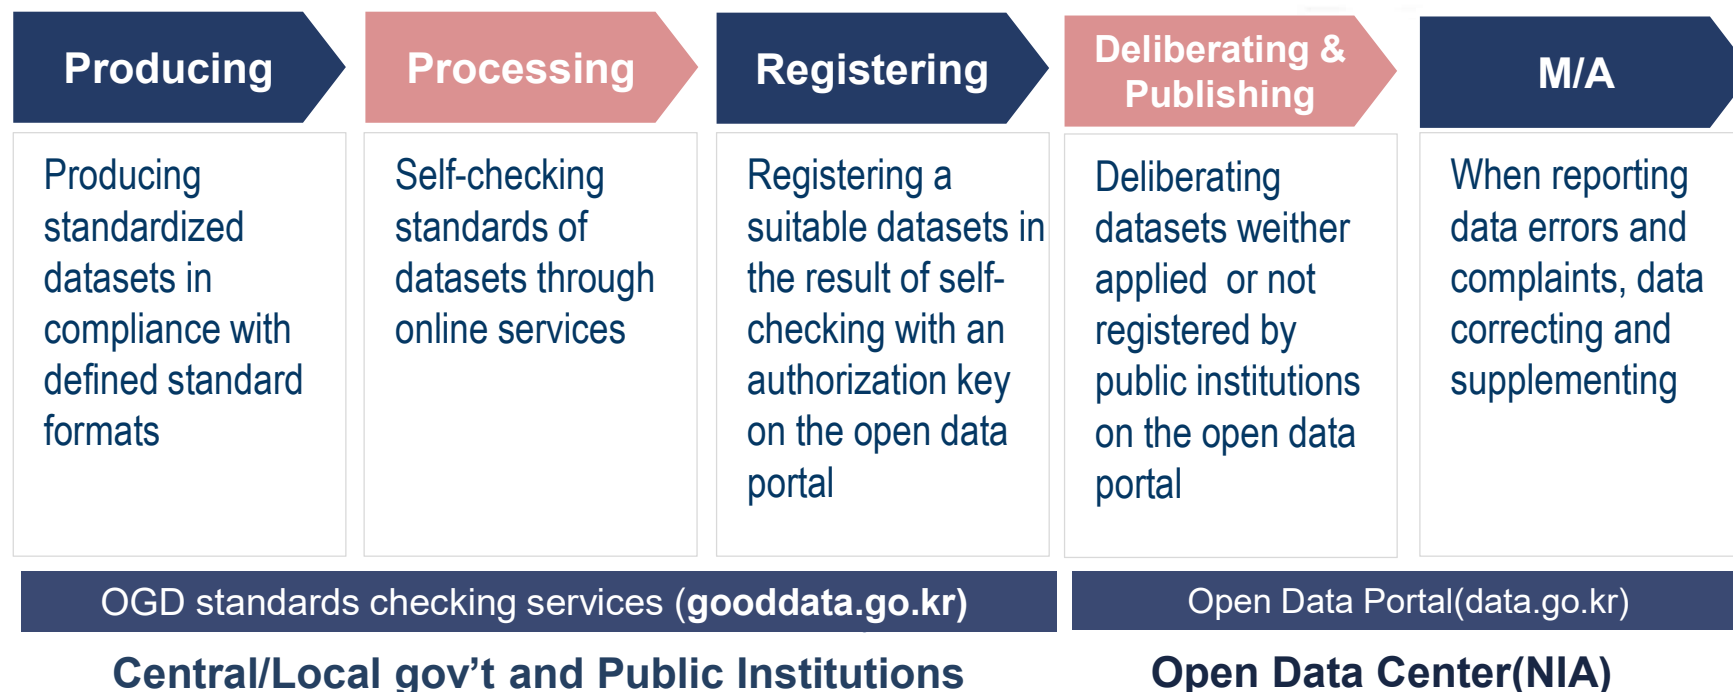 Producing
Processing
Registering
Deliberating &
Publishing
M/A
Producing
standardized
datasets in
compliance with
defined standard
formats
Self-checking
standards of
datasets through
online services
Registering a
suitable datasets in
the result of self-
checking with an
authorization key
on the open data
portal
Deliberating
datasets weither
applied or not
registered by
public institutions
on the open data
portal
When reporting
data errors and
complaints, data
correcting and
supplementing
OGD standards checking services (gooddata.go.kr)
Open Data Portal(data.go.kr)
Central/Local gov’t and Public Institutions
Open Data Center(NIA)